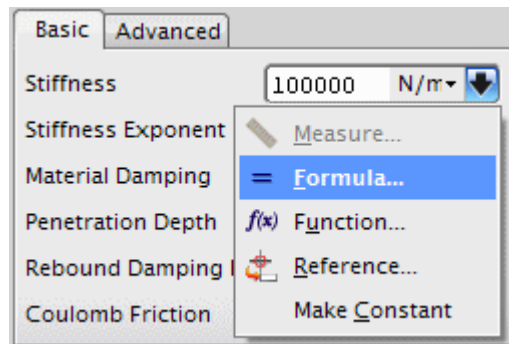 Basic Advanced
Stiffness 100000 N/m
Stiffness Exponent Measure...
Material Damping = Formula...
Penetration Depth f(x) Function...
Rebound Damping Reference...
Coulomb Friction Make Constant